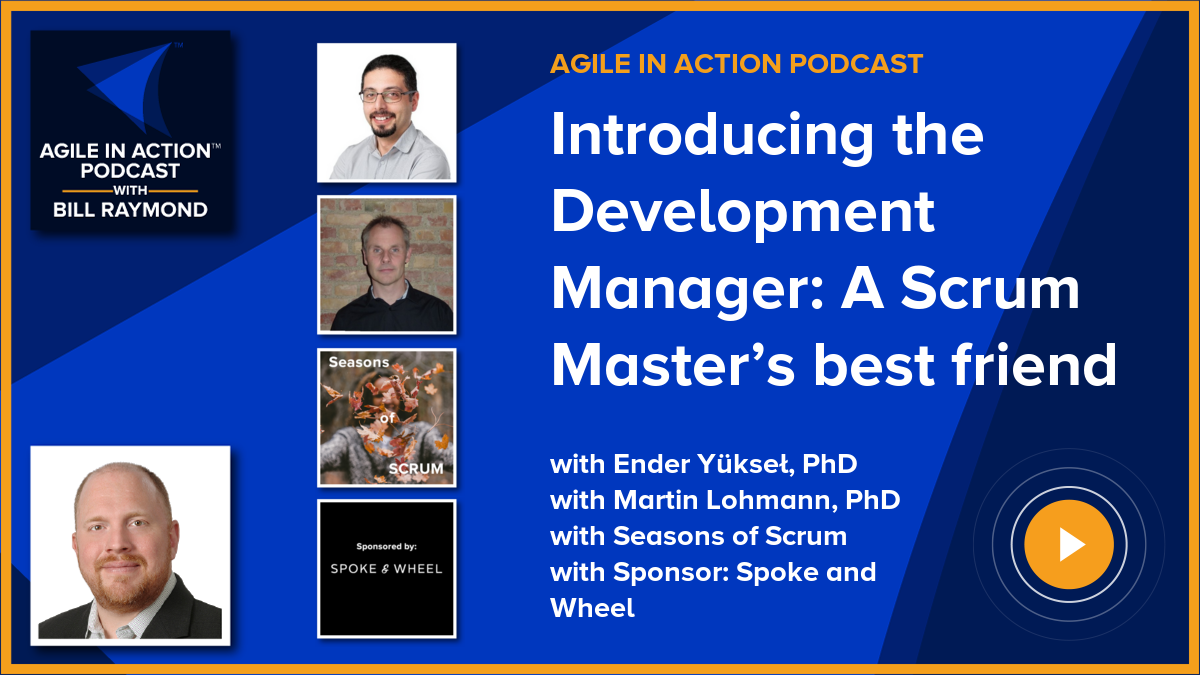 AGILE IN ACTION™
PODCAST
WITH
BILL RAYMOND
Seasons
of
SCRUM
Sponsored by:
SPOKE & WHEEL
AGILE IN ACTION PODCAST
Introducing the
Development
Manager: A Scrum
Master’s best friend
with Ender Yükseł, PhD
with Martin Lohmann, PhD
with Seasons of Scrum
with Sponsor: Spoke and
Wheel
TM